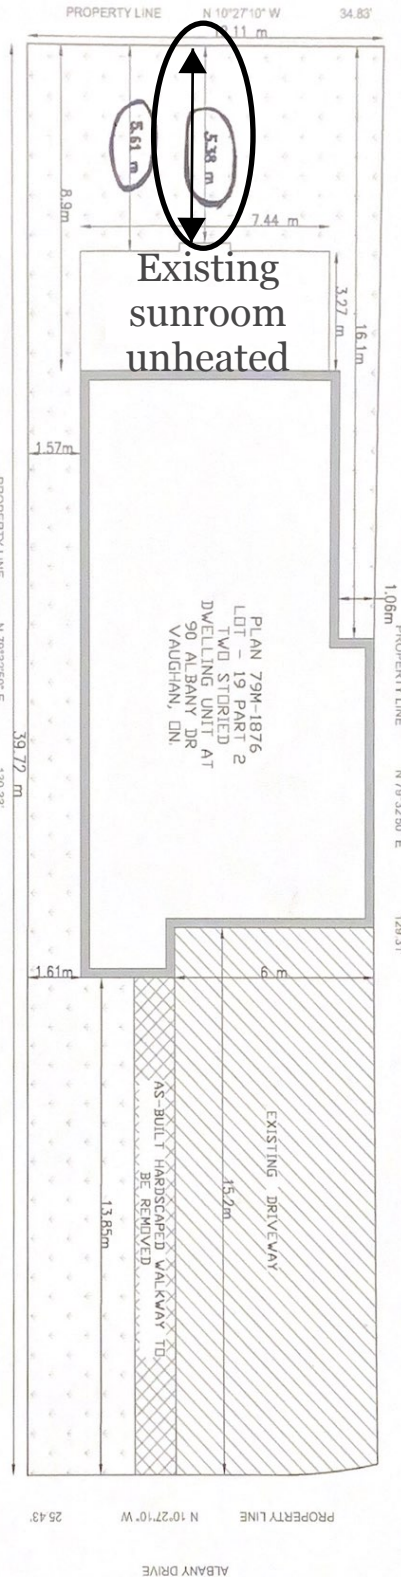 PROPERTY LINE N 10°27'10" W 34.83'
5.61 m
5.38 m
8.9m
7.44 m
Existing
sunroom
unheated
3.27 m
16.1m
1.57m
1.06m
PROPERTY LINE
PLAN 79M-1876
LOT - 19 PART 2
TWO STORIED
DWELLING UNIT AT
90 ALBANY DR
VAUGHAN, ON.
PROPERTY LINE
39.72 m
1.61m
6 m
AS-BUILT HARDSCAPED WALKWAY TO
BE REMOVED
EXISTING DRIVEWAY
15.2m
13.85m
25.43'
N 10°27'10" W
PROPERTY LINE
ALBANY DRIVE